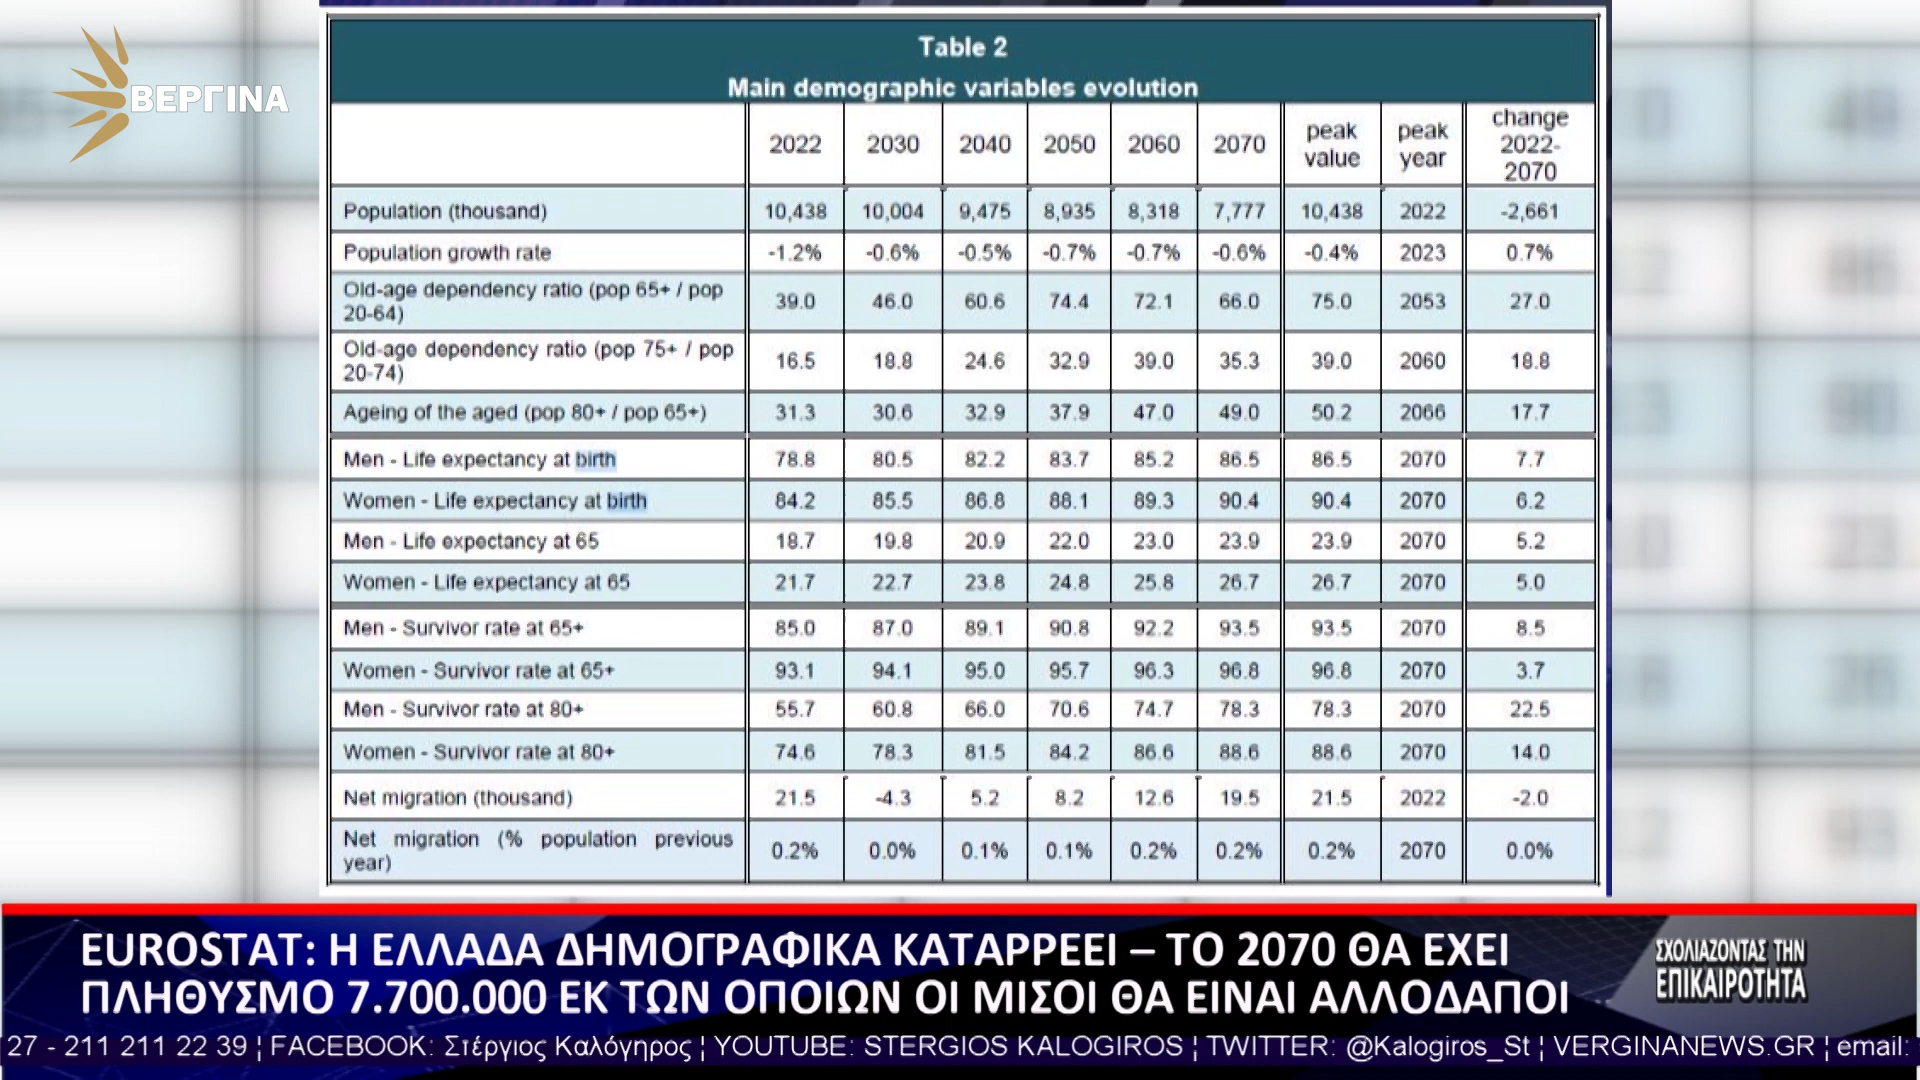 ΒΕΡΓΙΝΑ
Table 2
Main demographic variables evolution
2022 2030 2040 2050 2060 2070 peak value peak year change 2022-2070
Population (thousand) 10,438 10,004 9,475 8,935 8,318 7,777 10,438 2022 -2,661
Population growth rate -1.2% -0.6% -0.5% -0.7% -0.7% -0.6% -0.4% 2023 0.7%
Old-age dependency ratio (pop 65+ / pop 20-64) 39.0 46.0 60.6 74.4 72.1 66.0 75.0 2053 27.0
Old-age dependency ratio (pop 75+ / pop 20-74) 16.5 18.8 24.6 32.9 39.0 35.3 39.0 2060 18.8
Ageing of the aged (pop 80+ / pop 65+) 31.3 30.6 32.9 37.9 47.0 49.0 50.2 2066 17.7
Men - Life expectancy at birth 78.8 80.5 82.2 83.7 85.2 86.5 86.5 2070 7.7
Women - Life expectancy at birth 84.2 85.5 86.8 88.1 89.3 90.4 90.4 2070 6.2
Men - Life expectancy at 65 18.7 19.8 20.9 22.0 23.0 23.9 23.9 2070 5.2
Women - Life expectancy at 65 21.7 22.7 23.8 24.8 25.8 26.7 26.7 2070 5.0
Men - Survivor rate at 65+ 85.0 87.0 89.1 90.8 92.2 93.5 93.5 2070 8.5
Women - Survivor rate at 65+ 93.1 94.1 95.0 95.7 96.3 96.8 96.8 2070 3.7
Men - Survivor rate at 80+ 55.7 60.8 66.0 70.6 74.7 78.3 78.3 2070 22.5
Women - Survivor rate at 80+ 74.6 78.3 81.5 84.2 86.6 88.6 88.6 2070 14.0
Net migration (thousand) 21.5 -4.3 5.2 8.2 12.6 19.5 21.5 2022 -2.0
Net migration (% population previous year) 0.2% 0.0% 0.1% 0.1% 0.2% 0.2% 0.2% 2070 0.0%
EUROSTAT: Η ΕΛΛΑΔΑ ΔΗΜΟΓΡΑΦΙΚΑ ΚΑΤΑΡΡΕΕΙ – ΤΟ 2070 ΘΑ ΕΧΕΙ
ΠΛΗΘΥΣΜΟ 7.700.000 ΕΚ ΤΩΝ ΟΠΟΙΩΝ ΟΙ ΜΙΣΟΙ ΘΑ ΕΙΝΑΙ ΑΛΛΟΔΑΠΟΙ
ΣΧΟΛΙΑΖΟΝΤΑΣ ΤΗΝ
ΕΠΙΚΑΙΡΟΤΗΤΑ
27 - 211 211 22 39 ¦ FACEBOOK: Στέργιος Καλόγηρος ¦ YOUTUBE: STERGIOS KALOGIROS ¦ TWITTER: @Kalogiros_St ¦ VERGINANEWS.GR ¦ email: